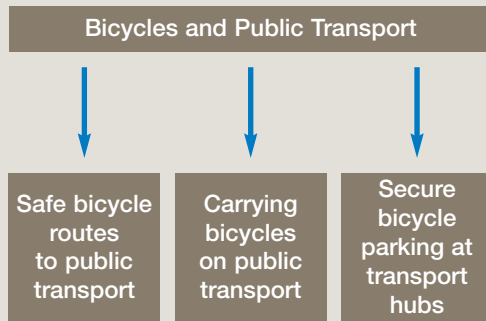 Bicycles and Public Transport
Safe bicycle
routes
to public
transport
Carrying
bicycles
on public
transport
Secure
bicycle
parking at
transport
hubs